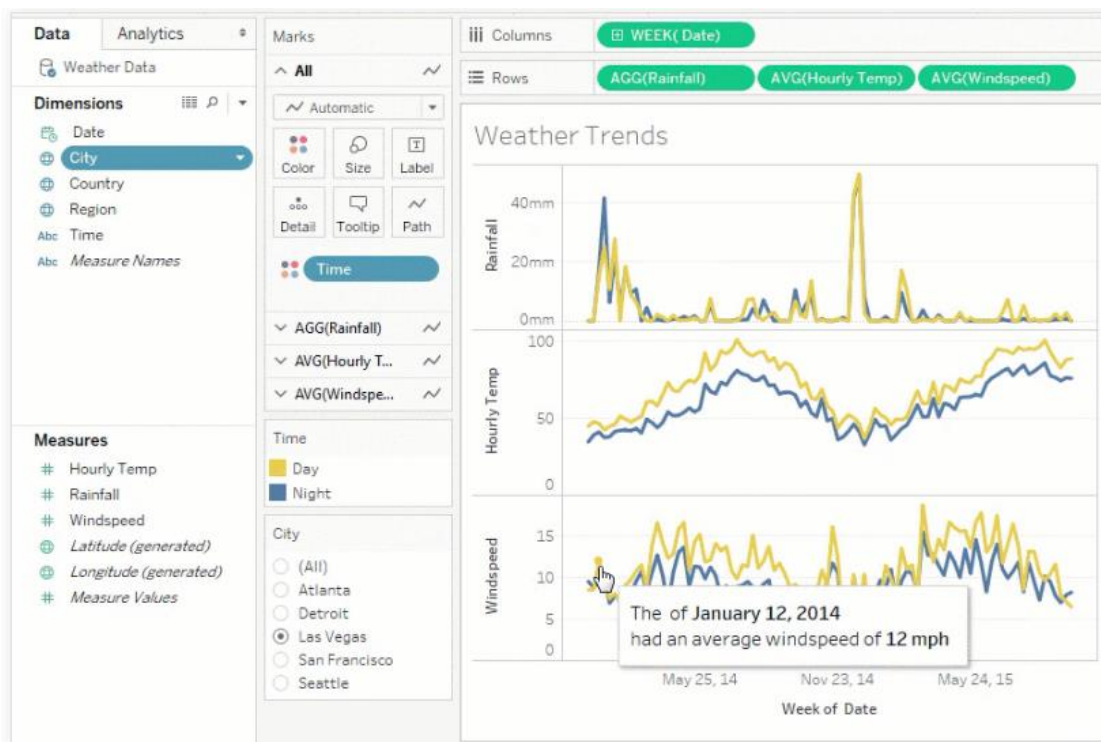 Data
Analytics
Weather Data
Dimensions
Date
City
Country
Region
Abc Time
Abc Measure Names
Measures
# Hourly Temp
# Rainfall
# Windspeed
Latitude (generated)
Longitude (generated)
# Measure Values
Marks
All
Automatic
Color Size Label
Detail Tooltip Path
Time
AGG(Rainfall)
AVG(Hourly T...
AVG(Windspe...
Time
Day
Night
City
(All)
Atlanta
Detroit
Las Vegas
San Francisco
Seattle
Columns WEEK( Date)
Rows AGG(Rainfall) AVG(Hourly Temp) AVG(Windspeed)
Weather Trends
Rainfall
40mm
20mm
0mm
Hourly Temp
100
50
0
Windspeed
15
10
5
0
The of January 12, 2014
had an average windspeed of 12 mph
May 25, 14 Nov 23, 14 May 24, 15
Week of Date